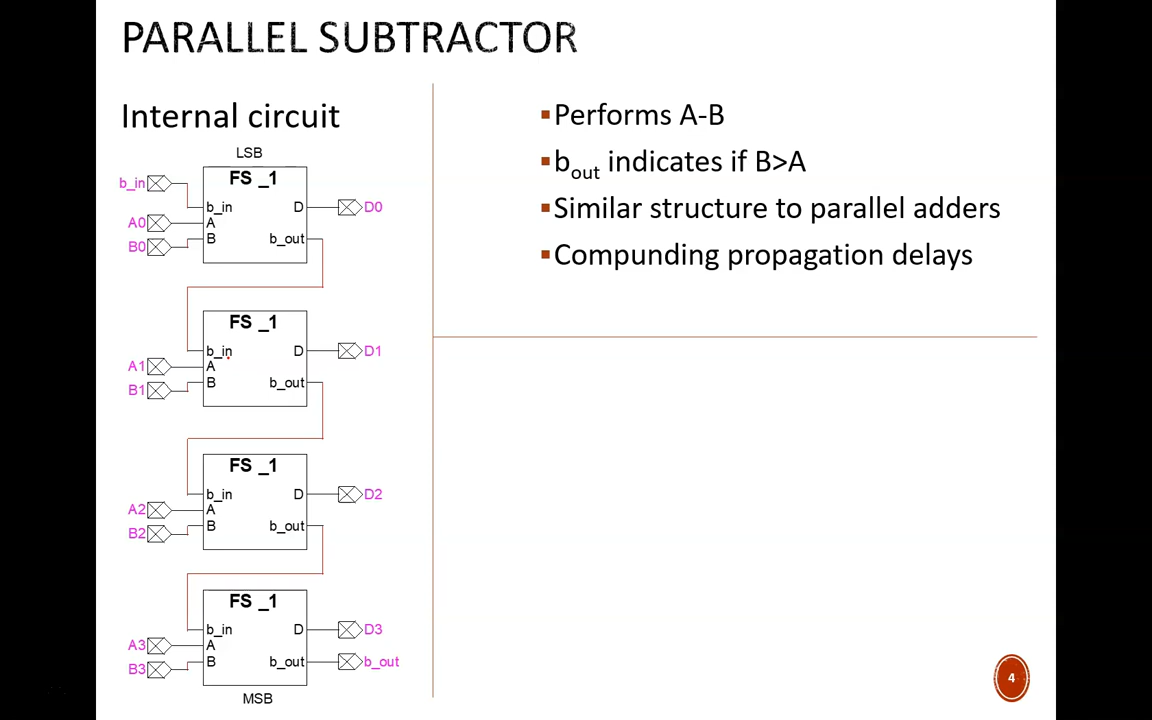 PARALLEL SUBTRACTOR
Internal circuit
LSB
FS _1
b_in
b_in
D
D0
A0
A
B0
B
b_out
FS _1
b_in
D
D1
A1
A
B1
B
b_out
FS _1
b_in
D
D2
A2
A
B2
B
b_out
FS _1
b_in
D
D3
A3
A
B3
B
b_out
b_out
MSB
▪Performs A-B
▪bout indicates if B>A
▪Similar structure to parallel adders
▪Compunding propagation delays
4